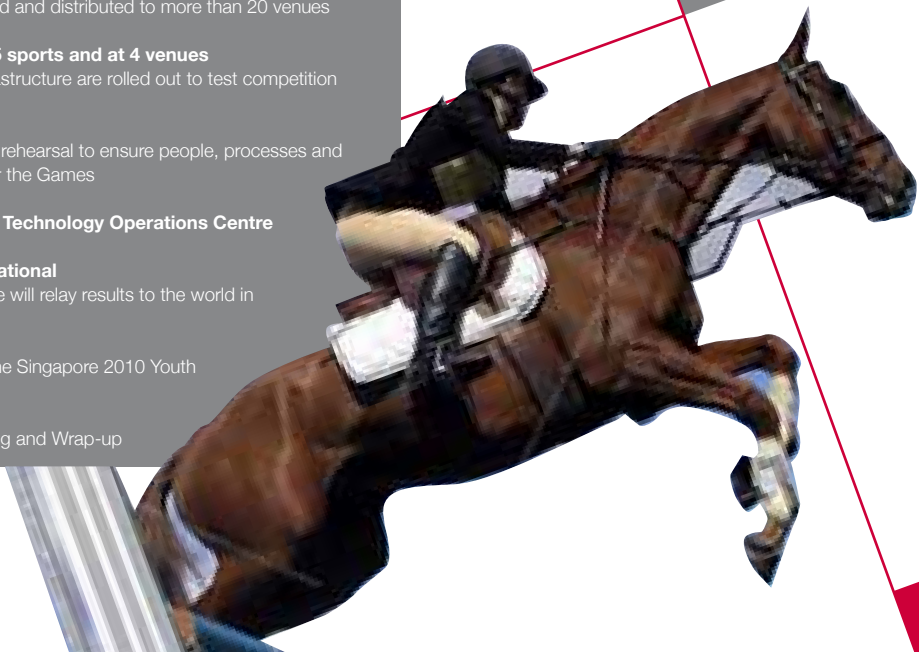 d and distributed to more than 20 venues
sports and at 4 venues
astructure are rolled out to test competition
rehearsal to ensure people, processes and
the Games
Technology Operations Centre
ational
e will relay results to the world in
ne Singapore 2010 Youth
g and Wrap-up